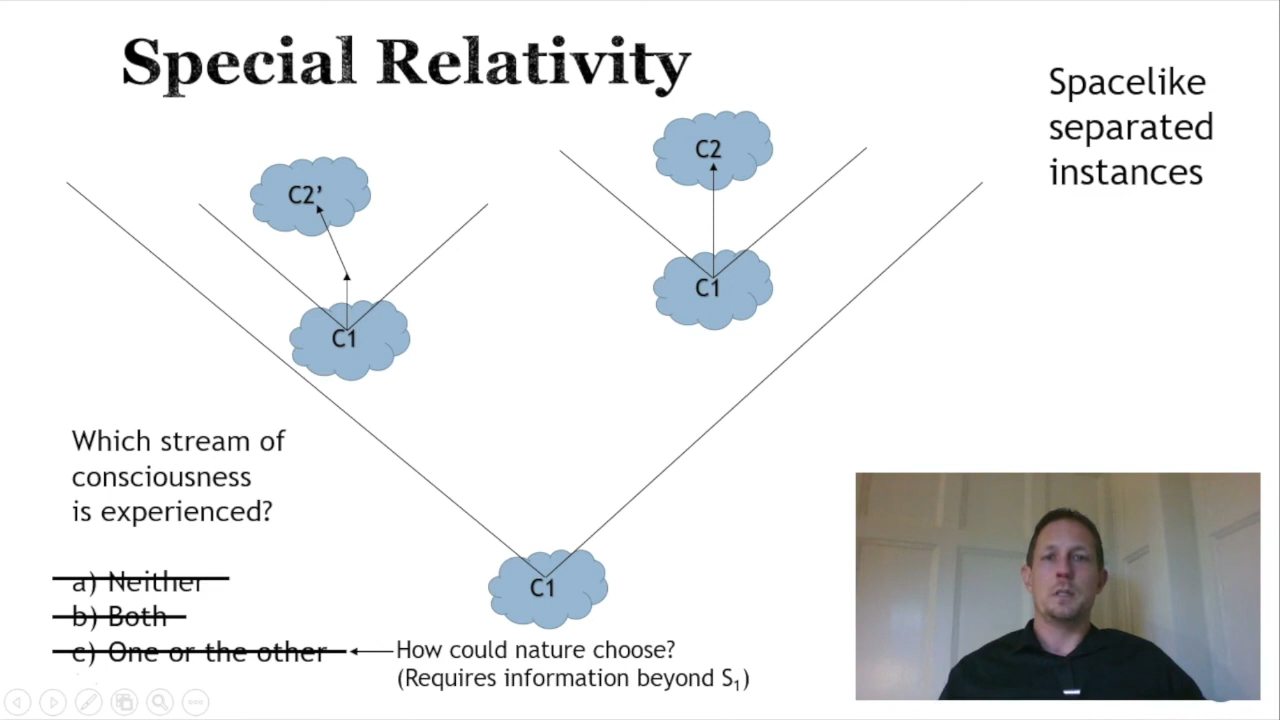 Special Relativity
Spacelike
separated
instances
C2'
C2
C1
C1
Which stream of
consciousness
is experienced?
C1
a) Neither
b) Both
c) One or the other
How could nature choose?
(Requires information beyond S₁)